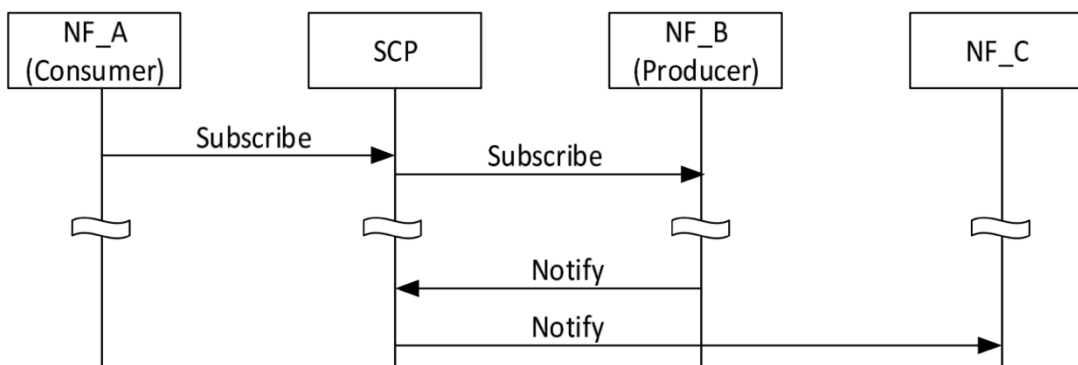 NF_A
(Consumer)
SCP
NF_B
(Producer)
NF_C
Subscribe
Subscribe
Notify
Notify